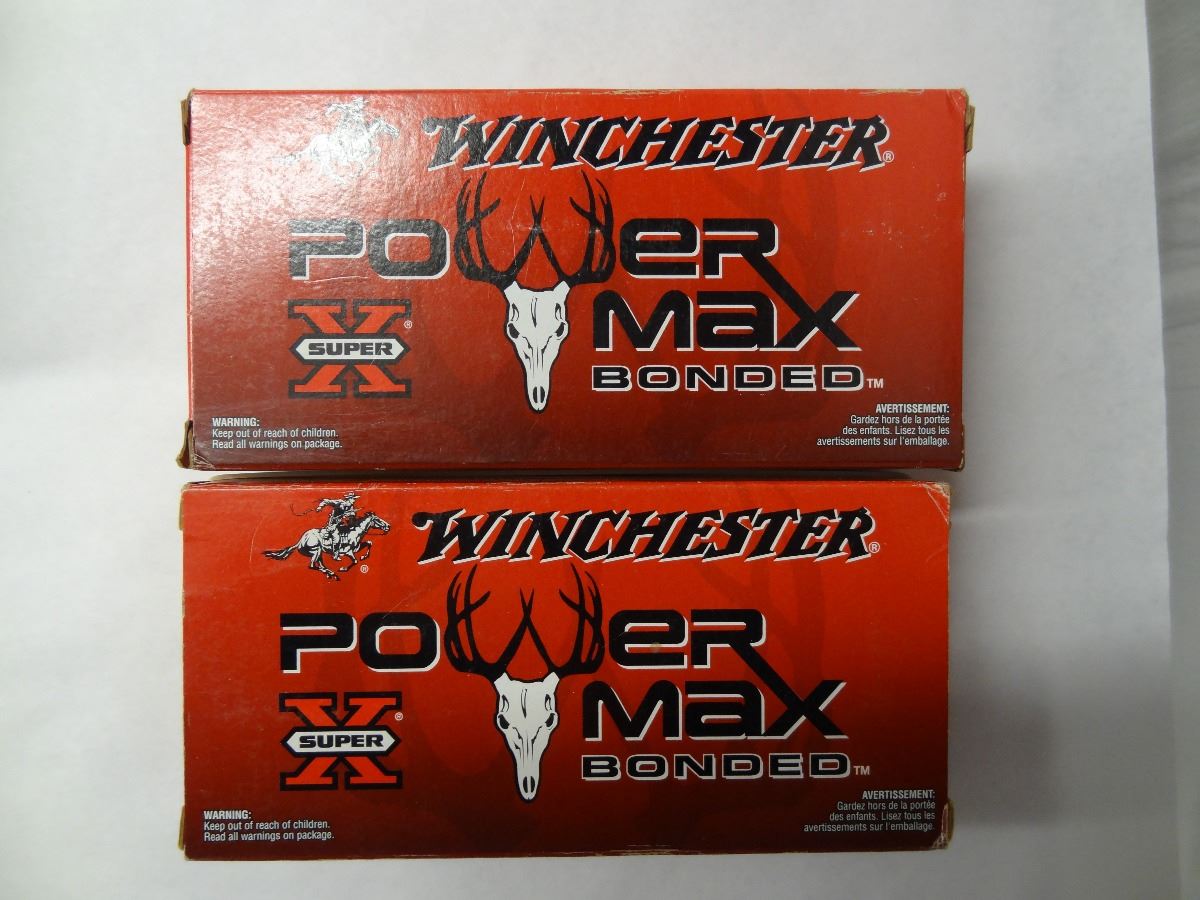 WINCHESTER®
POWER
MAX
BONDED™
SUPER X®
WARNING:
Keep out of reach of children.
Read all warnings on package.
AVERTISSEMENT:
Gardez hors de la portée
des enfants. Lisez tous les
avertissements sur l'emballage.
® WINCHESTER®
POWER
MAX
BONDED™
SUPER X®
WARNING:
Keep out of reach of children.
Read all warnings on package.
AVERTISSEMENT:
Gardez hors de la portée
des enfants. Lisez tous les
avertissements sur l'emballage.